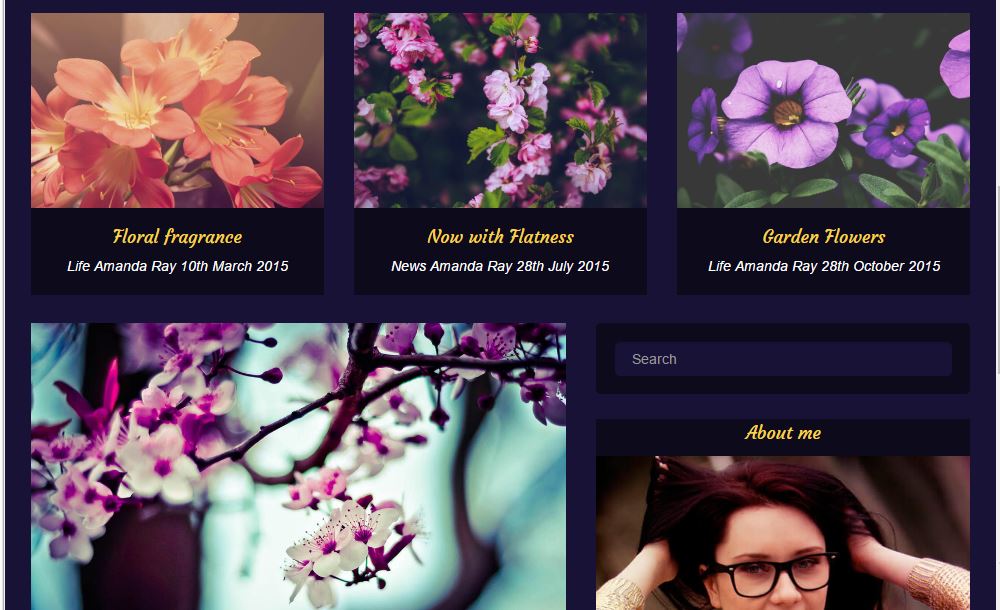 Floral fragrance
Life Amanda Ray 10th March 2015
Now with Flatness
News Amanda Ray 28th July 2015
Garden Flowers
Life Amanda Ray 28th October 2015
Search
About me